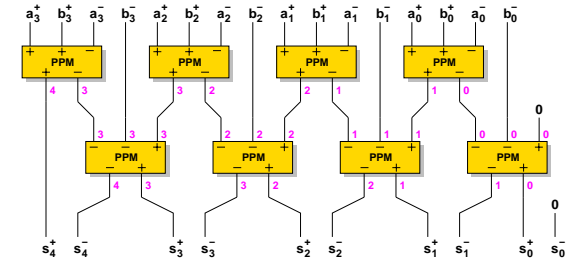 a₃⁺ b₃⁺ a₃⁻ b₃⁻ a₂⁺ b₂⁺ a₂⁻ b₂⁻ a₁⁺ b₁⁺ a₁⁻ b₁⁻ a₀⁺ b₀⁺ a₀⁻ b₀⁻
+ + − + + − + + − + + −
PPM PPM PPM PPM
+ − + − + − + −
4 3 3 2 2 1 1 0
0
3 3 3 2 2 2 1 1 1 0 0 0
− − + − − + − − + − − +
PPM PPM PPM PPM
− + − + − + − +
4 3 3 2 2 1 1 0
0
s₄⁺ s₄⁻ s₃⁺ s₃⁻ s₂⁺ s₂⁻ s₁⁺ s₁⁻ s₀⁺ s₀⁻